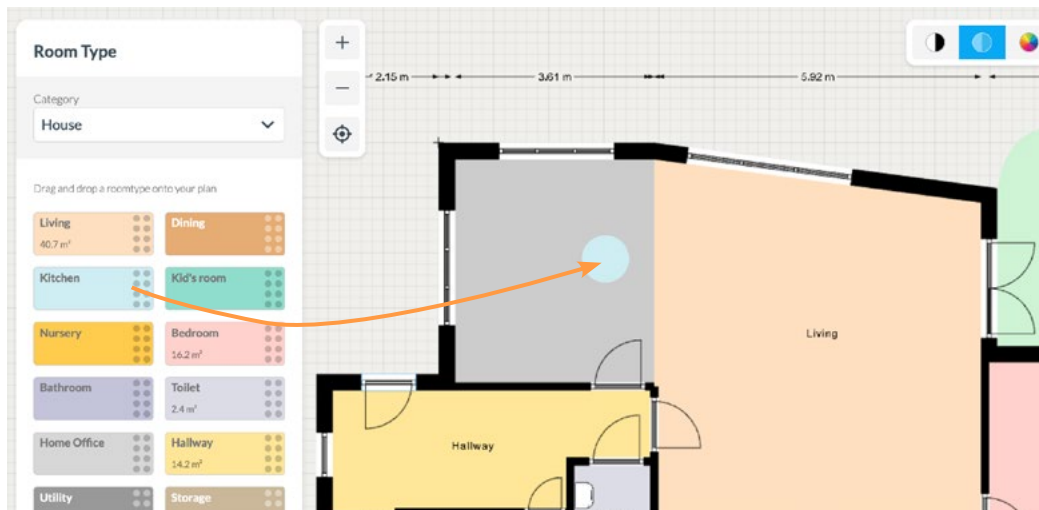 Room Type
Category
House
Drag and drop a roomtype onto your plan
Living
40.7 m²
Dining
Kitchen
Kid's room
Nursery
Bedroom
16.2 m²
Bathroom
Toilet
2.4 m²
Home Office
Hallway
14.2 m²
Utility
Storage
2.15 m
3.61 m
5.92 m
Living
Hallway